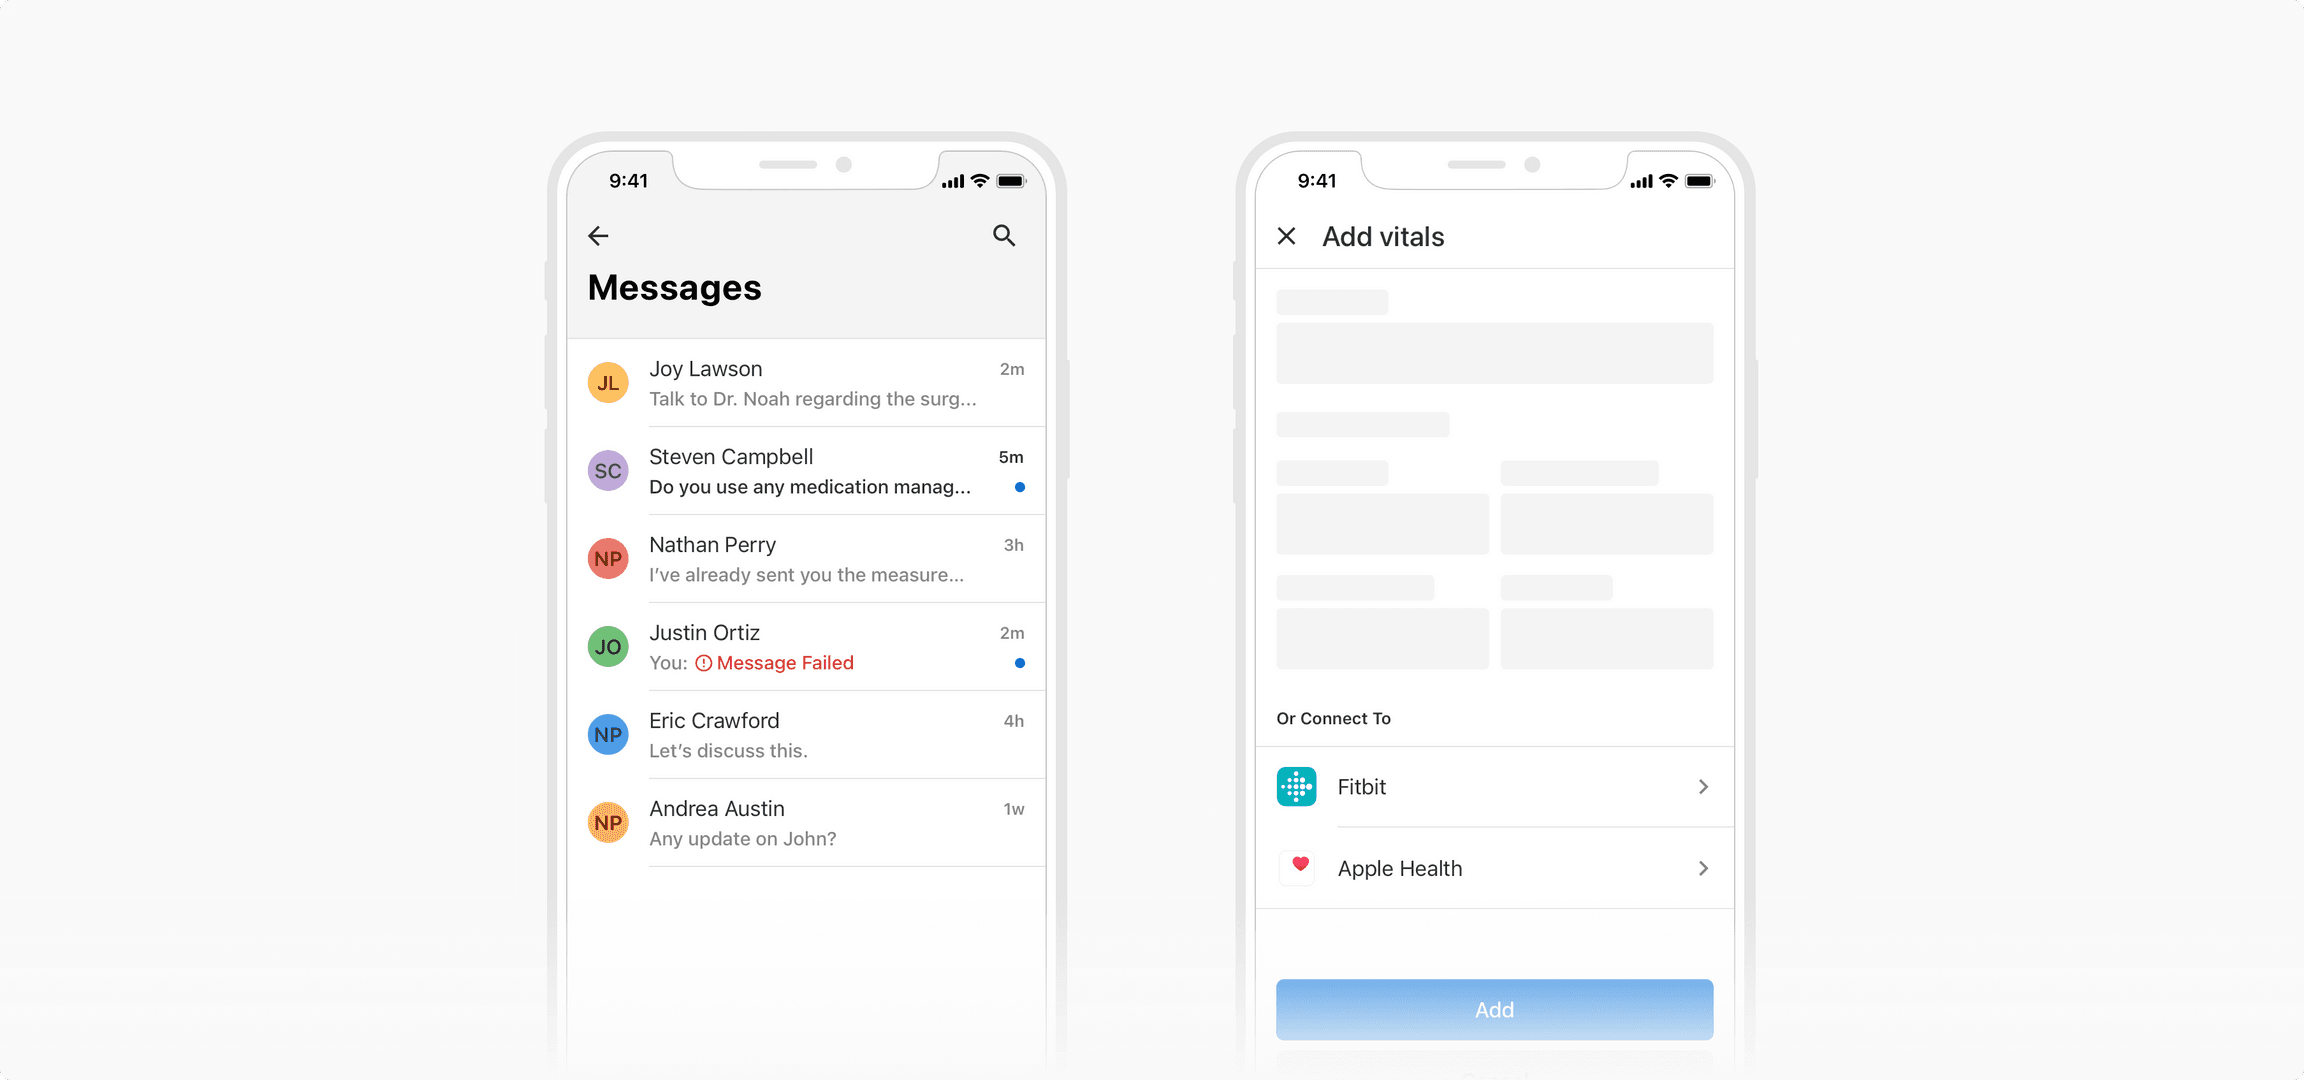 9:41
Messages
JL
Joy Lawson
2m
Talk to Dr. Noah regarding the surg...
SC
Steven Campbell
5m
Do you use any medication manag...
NP
Nathan Perry
3h
I’ve already sent you the measure...
JO
Justin Ortiz
2m
You: Message Failed
NP
Eric Crawford
4h
Let’s discuss this.
NP
Andrea Austin
1w
Any update on John?
9:41
Add vitals
Or Connect To
Fitbit
Apple Health
Add